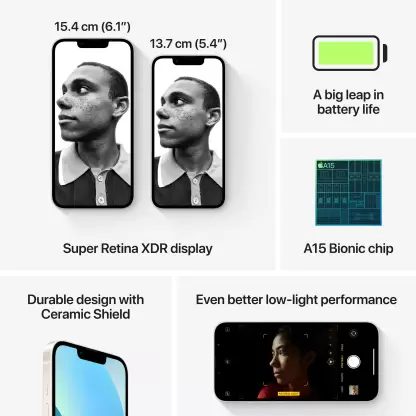 15.4 cm (6.1″)
13.7 cm (5.4″)
Super Retina XDR display
A big leap in
battery life
A15
A15 Bionic chip
Durable design with
Ceramic Shield
Even better low-light performance